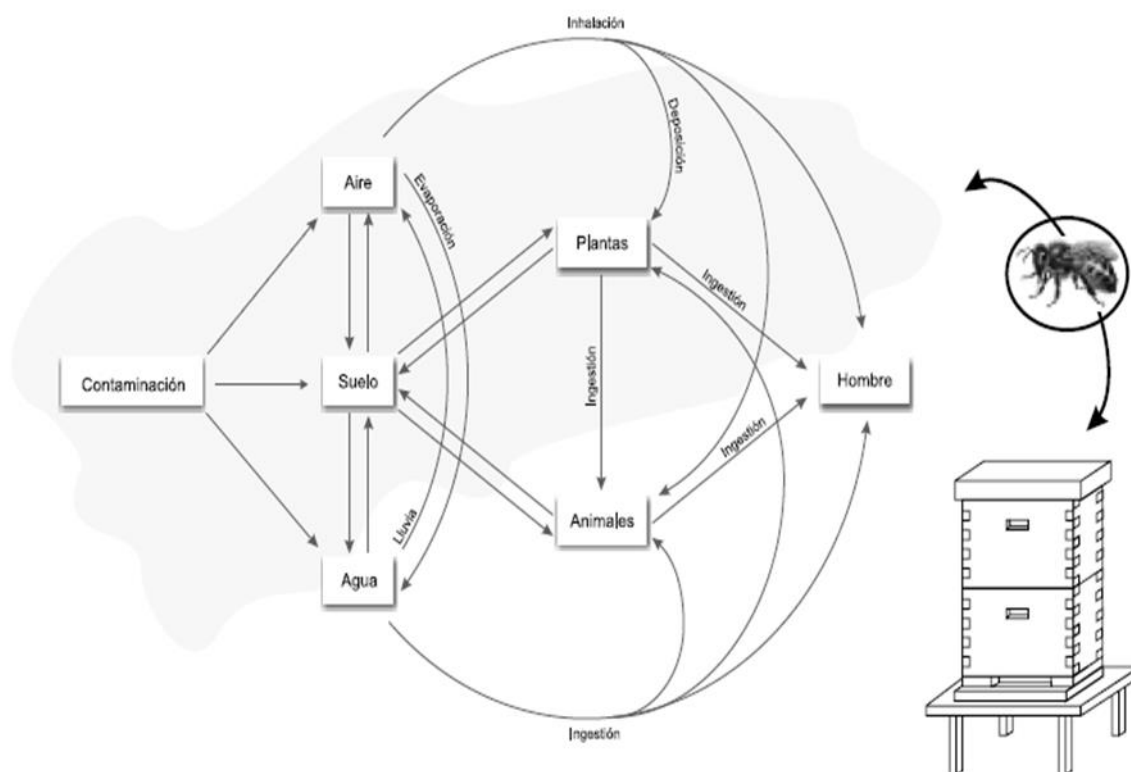 Inhalación
Deposición
Aire
Evaporación
Plantas
Ingestión
Contaminación
Suelo
Ingestión
Hombre
Ingestión
Animales
Lluvia
Agua
Ingestión